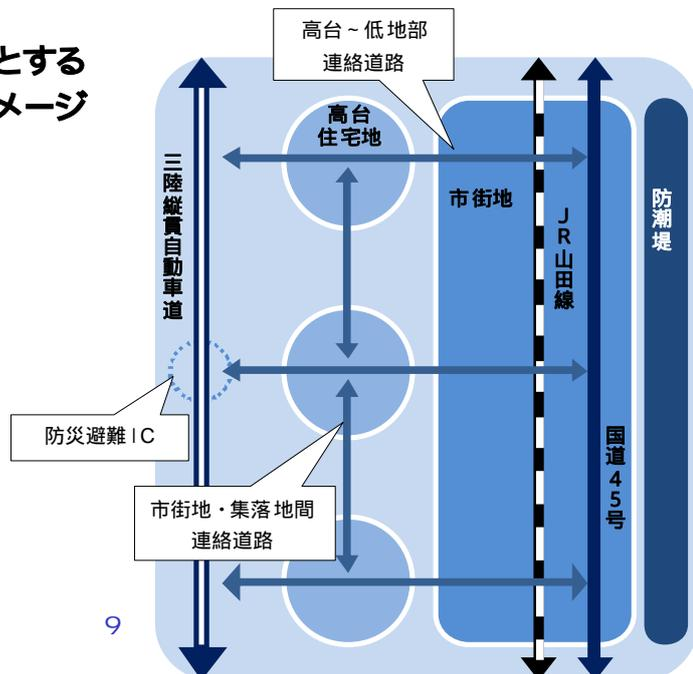 とする
メージ
高台～低地部
連絡道路
高台
住宅地
三陸縦貫自動車道
市街地
JR山田線
防潮堤
防災避難IC
国道45号
市街地・集落地間
連絡道路
9